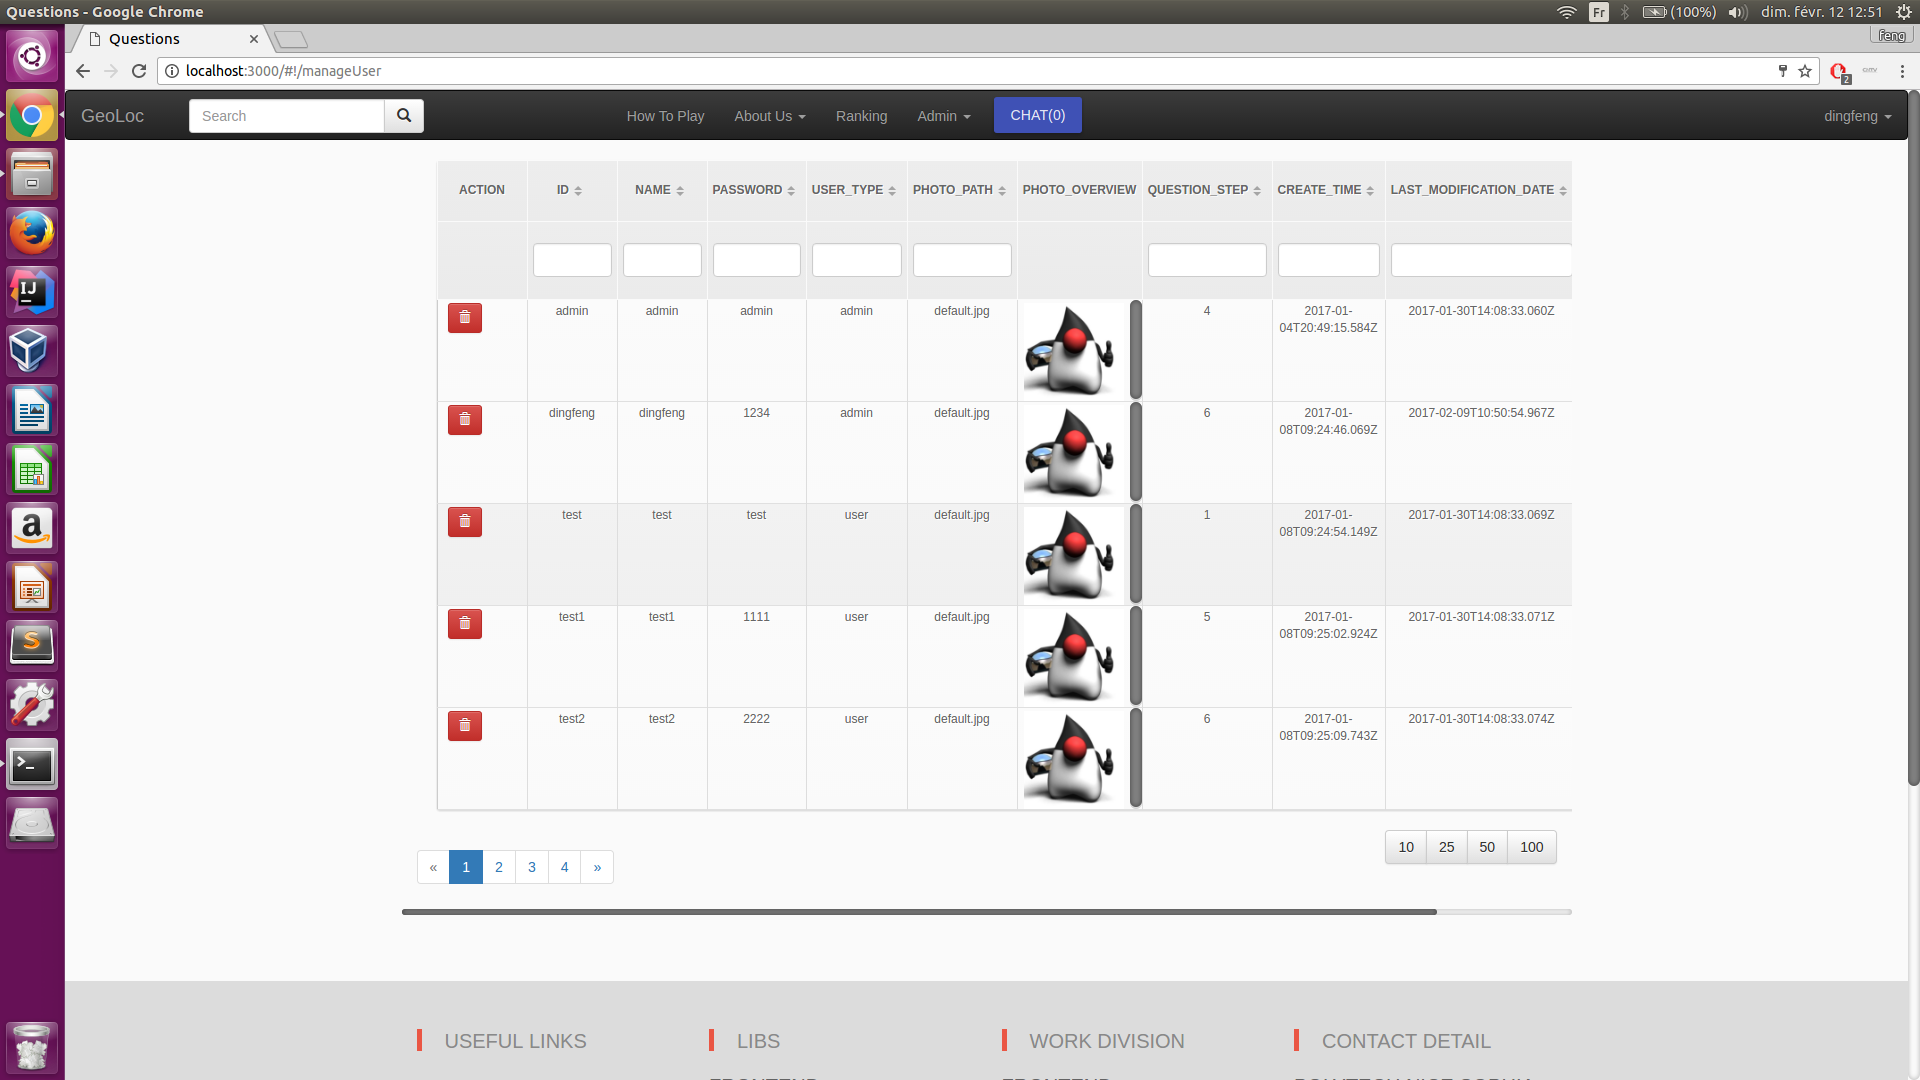 Questions - Google Chrome
Fr
(100%)
dim. févr. 12 12:51
Questions
feng
localhost:3000/#!/manageUser
2
GeoLoc
Search
How To Play
About Us
Ranking
Admin
CHAT(0)
dingfeng
ACTION ID NAME PASSWORD USER_TYPE PHOTO_PATH PHOTO_OVERVIEW QUESTION_STEP CREATE_TIME LAST_MODIFICATION_DATE
admin admin admin admin default.jpg 4 2017-01- 2017-01-30T14:08:33.060Z
04T20:49:15.584Z
dingfeng dingfeng 1234 admin default.jpg 6 2017-01- 2017-02-09T10:50:54.967Z
08T09:24:46.069Z
test test test user default.jpg 1 2017-01- 2017-01-30T14:08:33.069Z
08T09:24:54.149Z
test1 test1 1111 user default.jpg 5 2017-01- 2017-01-30T14:08:33.071Z
08T09:25:02.924Z
test2 test2 2222 user default.jpg 6 2017-01- 2017-01-30T14:08:33.074Z
08T09:25:09.743Z
10 25 50 100
« 1 2 3 4 »
USEFUL LINKS
LIBS
WORK DIVISION
CONTACT DETAIL
IJ
a
S